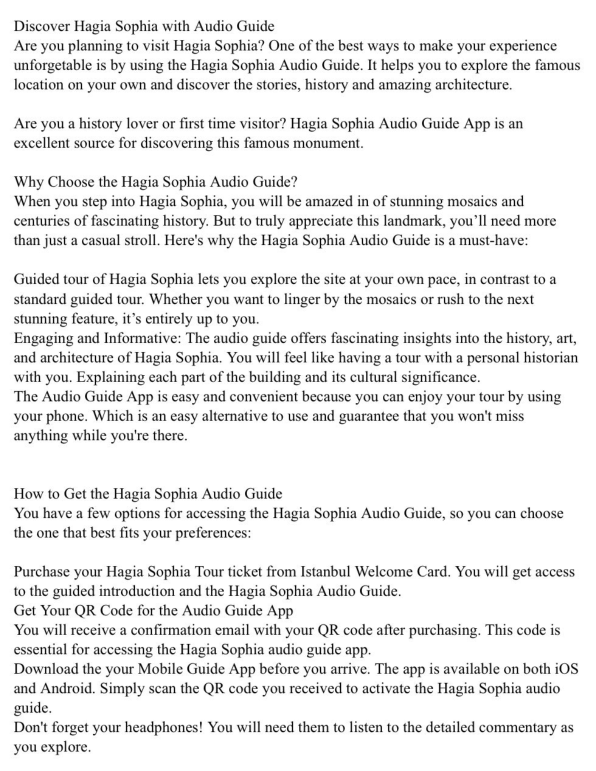 Discover Hagia Sophia with Audio Guide
Are you planning to visit Hagia Sophia? One of the best ways to make your experience
unforgetable is by using the Hagia Sophia Audio Guide. It helps you to explore the famous
location on your own and discover the stories, history and amazing architecture.
Are you a history lover or first time visitor? Hagia Sophia Audio Guide App is an
excellent source for discovering this famous monument.
Why Choose the Hagia Sophia Audio Guide?
When you step into Hagia Sophia, you will be amazed in of stunning mosaics and
centuries of fascinating history. But to truly appreciate this landmark, you’ll need more
than just a casual stroll. Here's why the Hagia Sophia Audio Guide is a must-have:
Guided tour of Hagia Sophia lets you explore the site at your own pace, in contrast to a
standard guided tour. Whether you want to linger by the mosaics or rush to the next
stunning feature, it’s entirely up to you.
Engaging and Informative: The audio guide offers fascinating insights into the history, art,
and architecture of Hagia Sophia. You will feel like having a tour with a personal historian
with you. Explaining each part of the building and its cultural significance.
The Audio Guide App is easy and convenient because you can enjoy your tour by using
your phone. Which is an easy alternative to use and guarantee that you won't miss
anything while you're there.
How to Get the Hagia Sophia Audio Guide
You have a few options for accessing the Hagia Sophia Audio Guide, so you can choose
the one that best fits your preferences:
Purchase your Hagia Sophia Tour ticket from Istanbul Welcome Card. You will get access
to the guided introduction and the Hagia Sophia Audio Guide.
Get Your QR Code for the Audio Guide App
You will receive a confirmation email with your QR code after purchasing. This code is
essential for accessing the Hagia Sophia audio guide app.
Download the your Mobile Guide App before you arrive. The app is available on both iOS
and Android. Simply scan the QR code you received to activate the Hagia Sophia audio
guide.
Don't forget your headphones! You will need them to listen to the detailed commentary as
you explore.